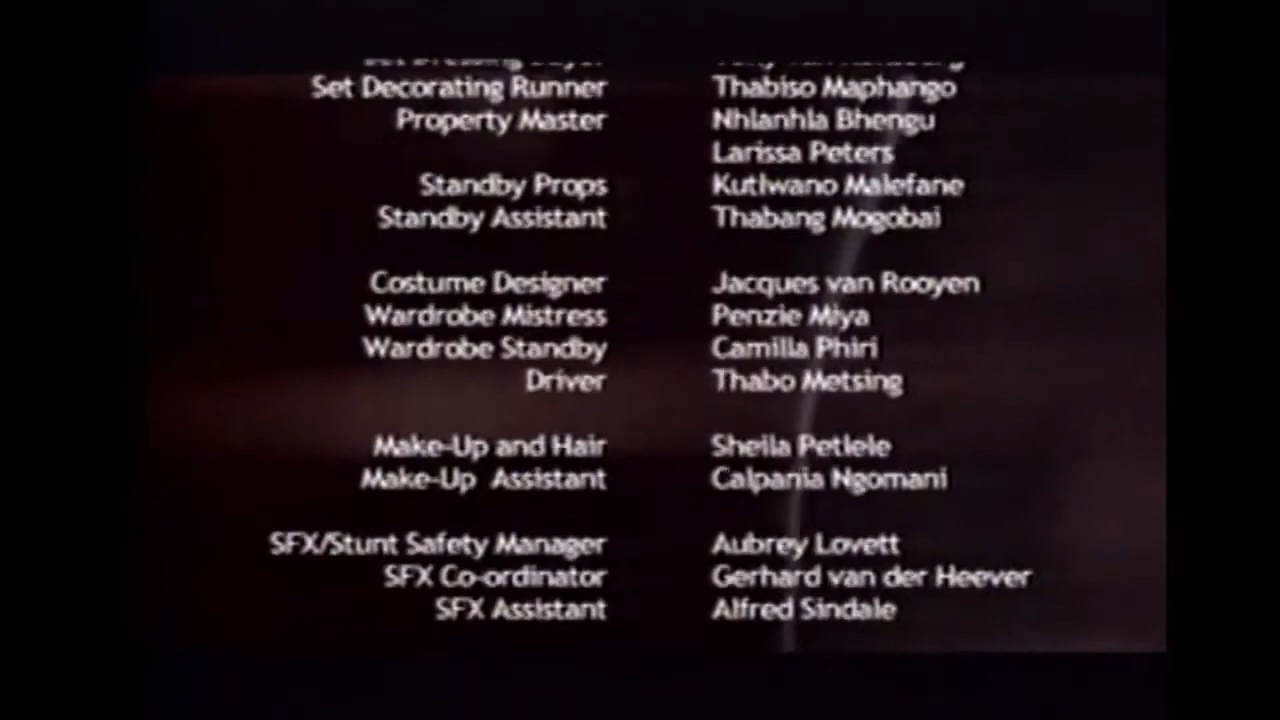 Set Decorating Runner Thabiso Maphango
Property Master Nhlanhla Bhengu
Larissa Peters
Standby Props Kutlwano Malefane
Standby Assistant Thabang Mogobai
Costume Designer Jacques van Rooyen
Wardrobe Mistress Penzie Miya
Wardrobe Standby Camilla Phiri
Driver Thabo Metsing
Make-Up and Hair Sheila Petlele
Make-Up Assistant Calpania Ngomani
SFX/Stunt Safety Manager Aubrey Lovett
SFX Co-ordinator Gerhard van der Heever
SFX Assistant Alfred Sindale